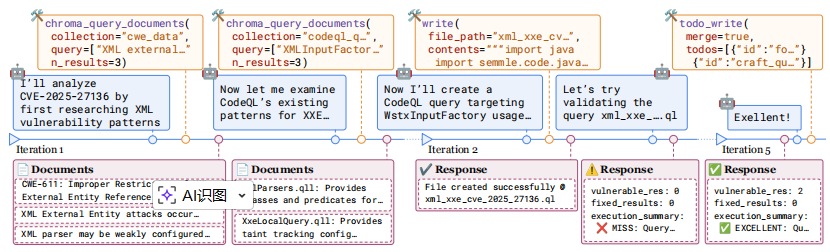 chroma_query_documents(
collection="cwe_data",
query=["XML external…"
n_results=3)
chroma_query_documents(
collection="codeql_q…"
query=["XMLInputFactor…"
n_results=3)
write(
file_path="xml_xxe_cv…",
contents="""import java
import semmle.code.java…
todo_write(
merge=true,
todos=[{"id":"fo…"}
{"id":"craft_qu…"}]
I'll analyze
CVE-2025-27136 by
first researching XML
vulnerability patterns
Now let me examine
CodeQL's existing
patterns for XXE…
Now I'll create a
CodeQL query targeting
WstxInputFactory usage…
Let's try
validating the
query xml_xxe_….ql
Exellent!
Iteration 1
Iteration 2
Iteration 5
Documents
CWE-611: Improper Restric
External Entity Reference
XML External Entity attacks occur…
XML parser may be weakly configured…
AI识图
Documents
lParsers.qll: Provides
asses and predicates for…
XxeLocalQuery.qll: Provides
taint tracking config…
Response
File created successfully @
xml_xxe_cve_2025_27136.ql
Response
vulnerable_res: 0
fixed_results: 0
execution_summary:
❌ MISS: Query…
Response
vulnerable_res: 2
fixed_results: 0
execution_summary:
✅ EXCELLENT: Qu…